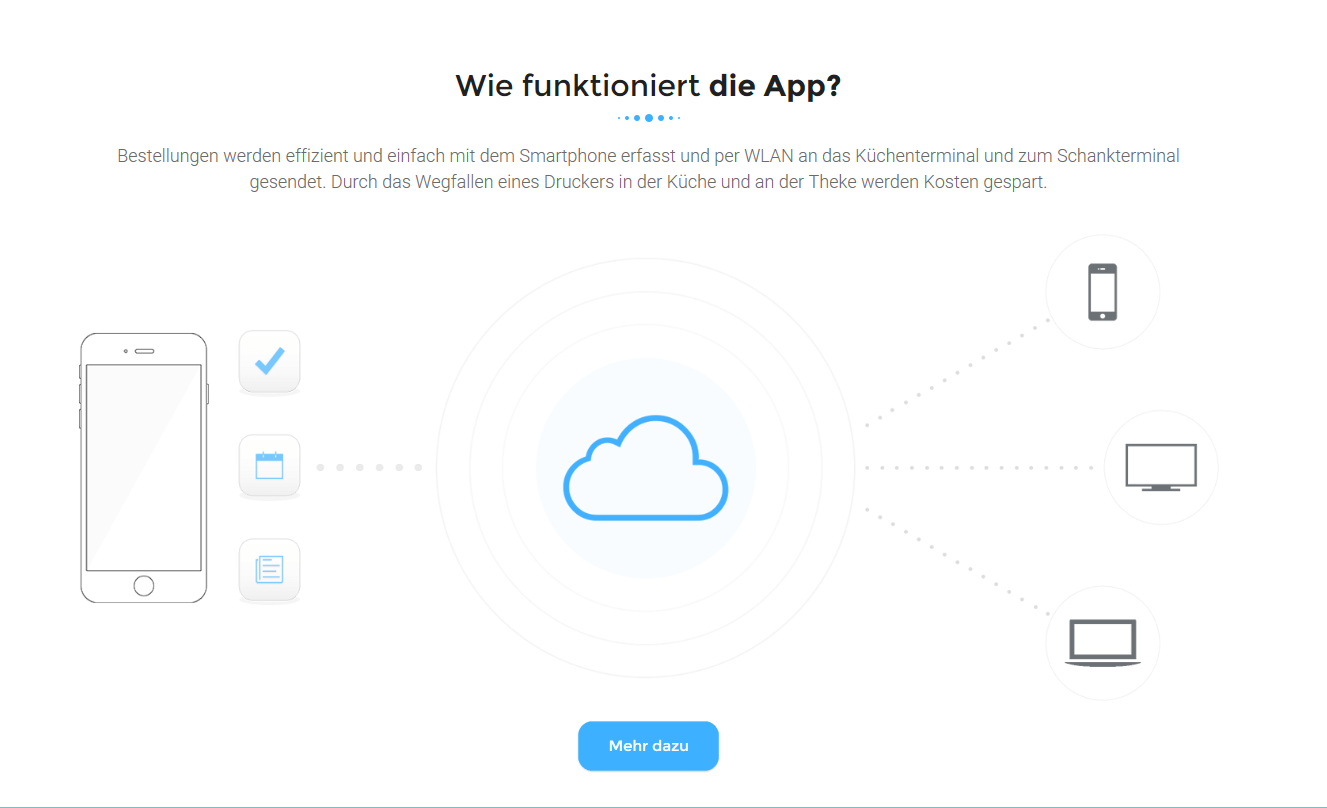 Wie funktioniert die App?
Bestellungen werden effizient und einfach mit dem Smartphone erfasst und per WLAN an das Küchenterminal und zum Schankterminal
gesendet. Durch das Wegfallen eines Druckers in der Küche und an der Theke werden Kosten gespart.
Mehr dazu